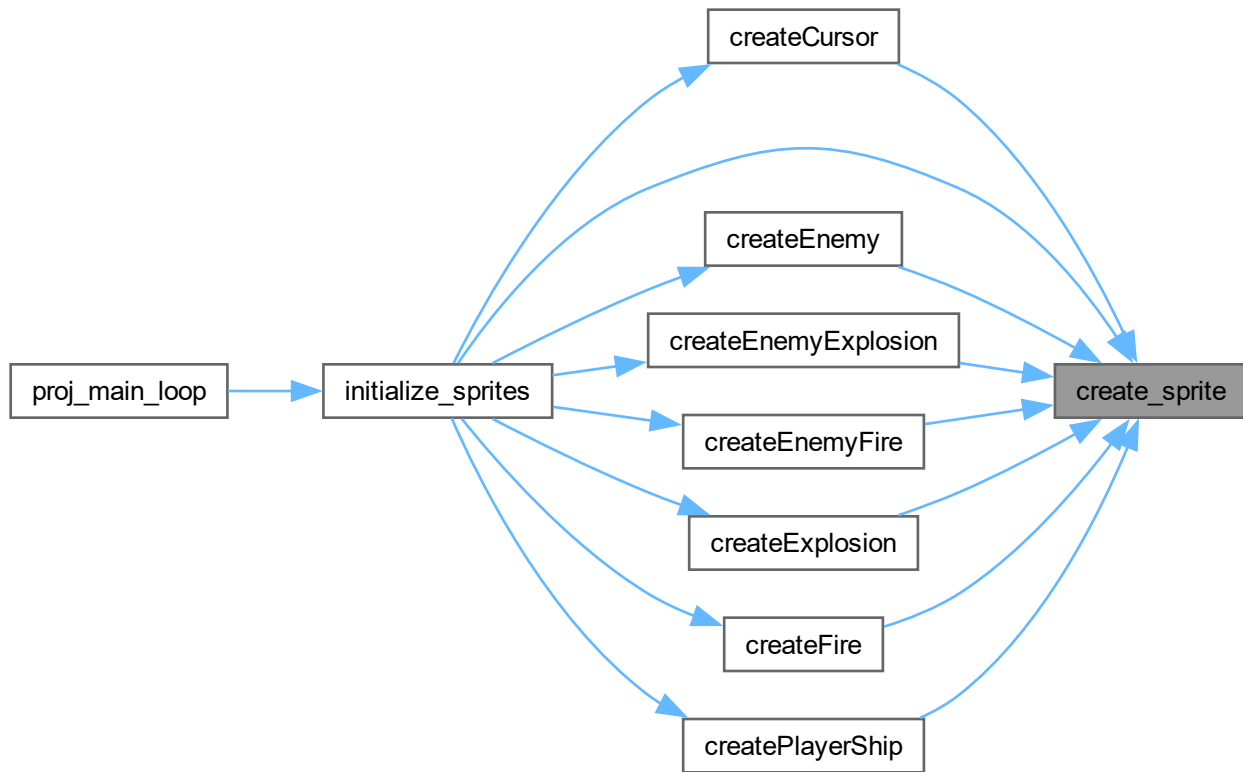 createCursor
createEnemy
createEnemyExplosion
proj_main_loop
initialize_sprites
create_sprite
createEnemyFire
createExplosion
createFire
createPlayerShip